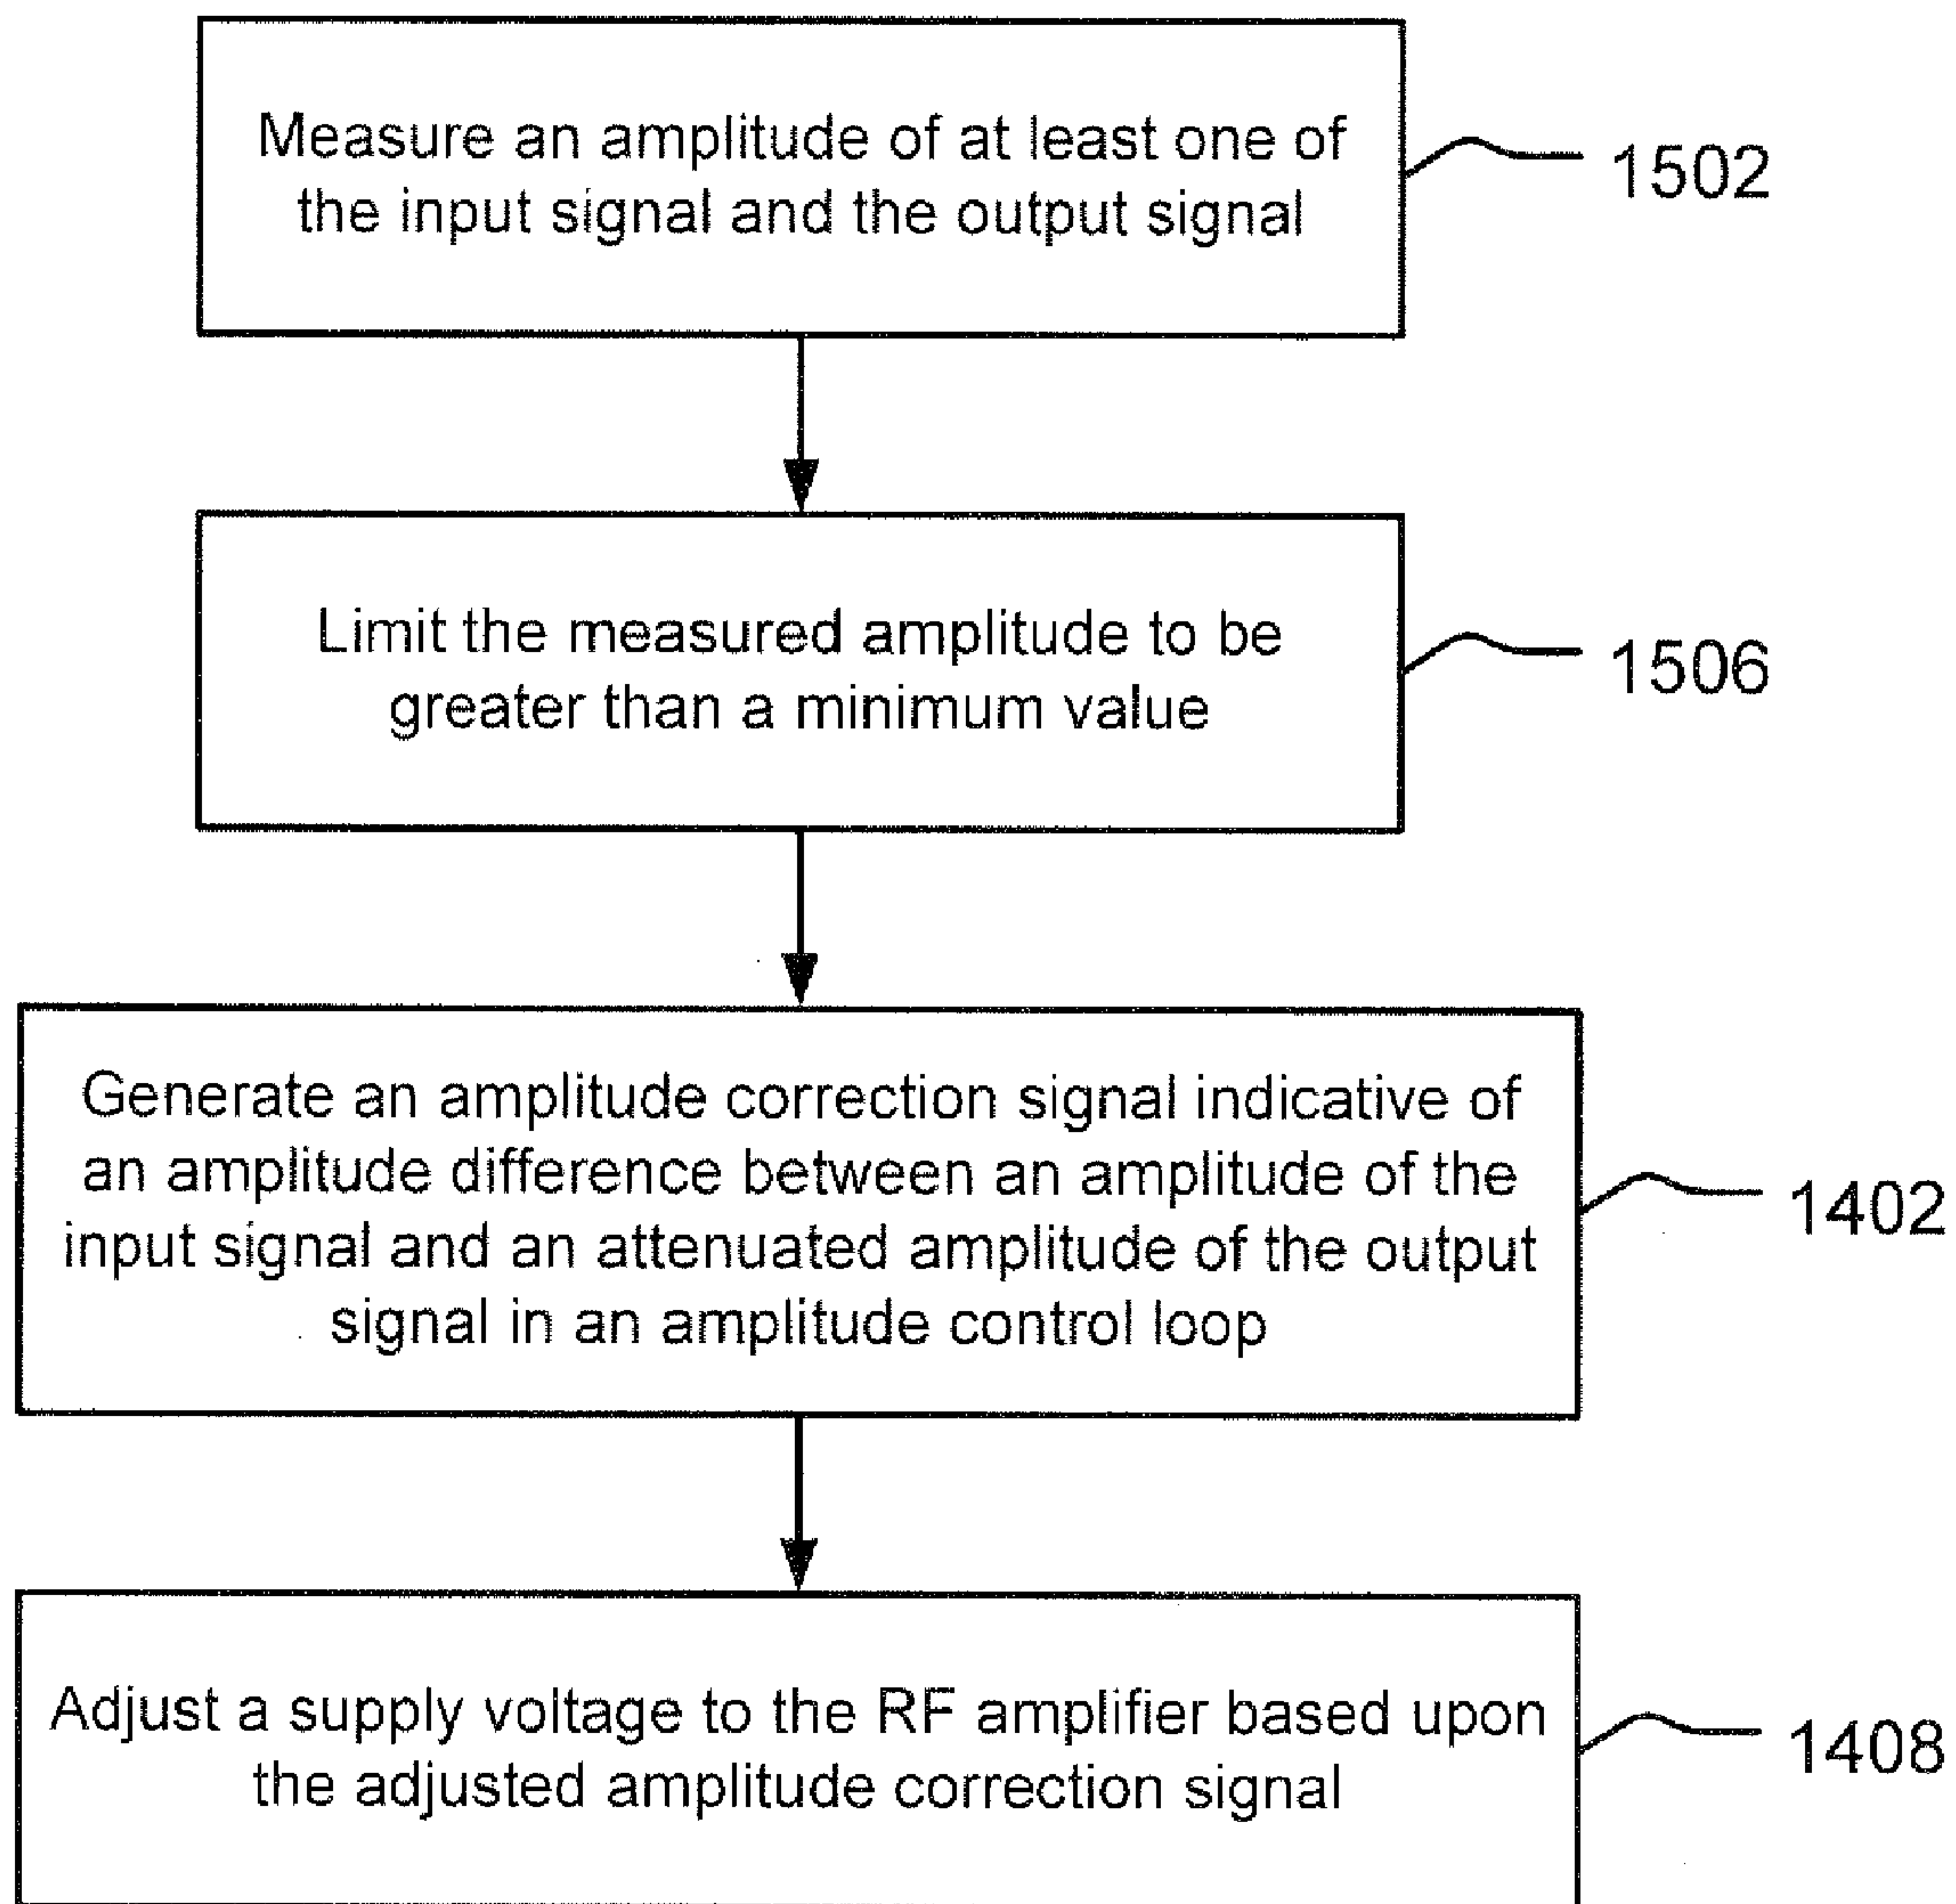 Measure an amplitude of at least one of
the input signal and the output signal
1502
Limit the measured amplitude to be
greater than a minimum value
1506
Generate an amplitude correction signal indicative of
an amplitude difference between an amplitude of the
input signal and an attenuated amplitude of the output
signal in an amplitude control loop
1402
Adjust a supply voltage to the RF amplifier based upon
the adjusted amplitude correction signal
1408